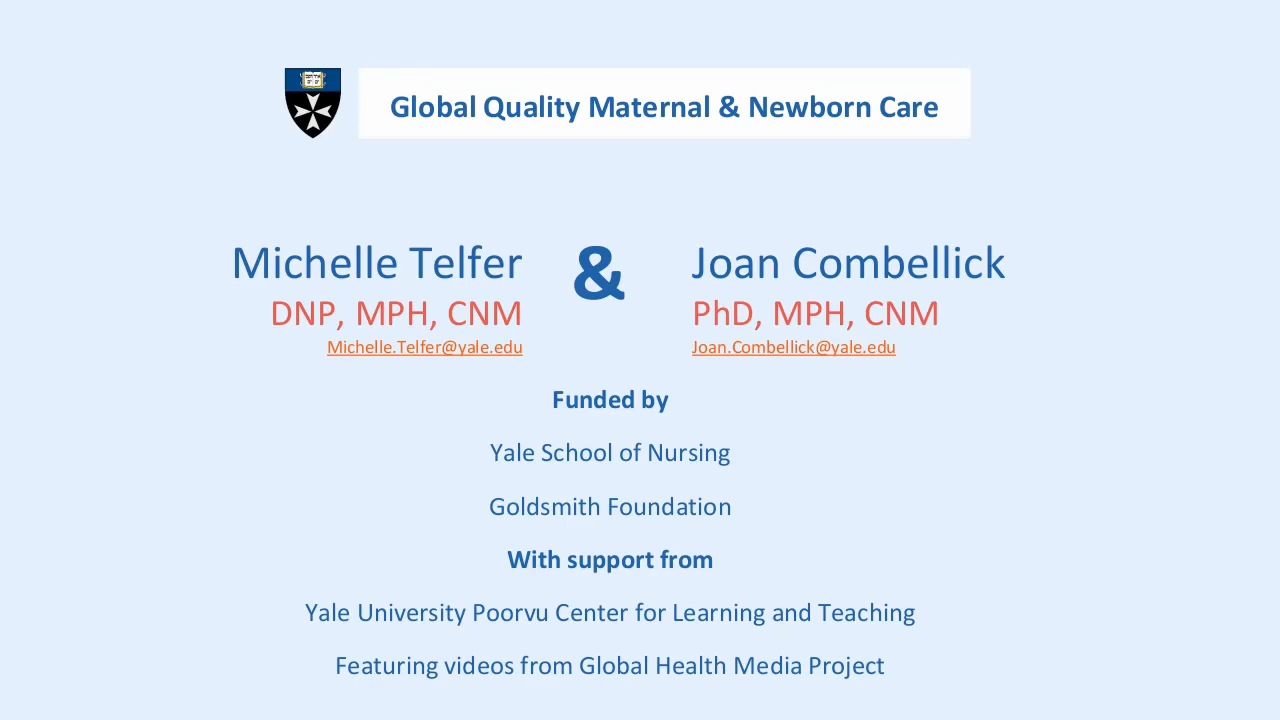 Global Quality Maternal & Newborn Care
Michelle Telfer & Joan Combellick
DNP, MPH, CNM PhD, MPH, CNM
Michelle.Telfer@yale.edu Joan.Combellick@yale.edu
Funded by
Yale School of Nursing
Goldsmith Foundation
With support from
Yale University Poorvu Center for Learning and Teaching
Featuring videos from Global Health Media Project